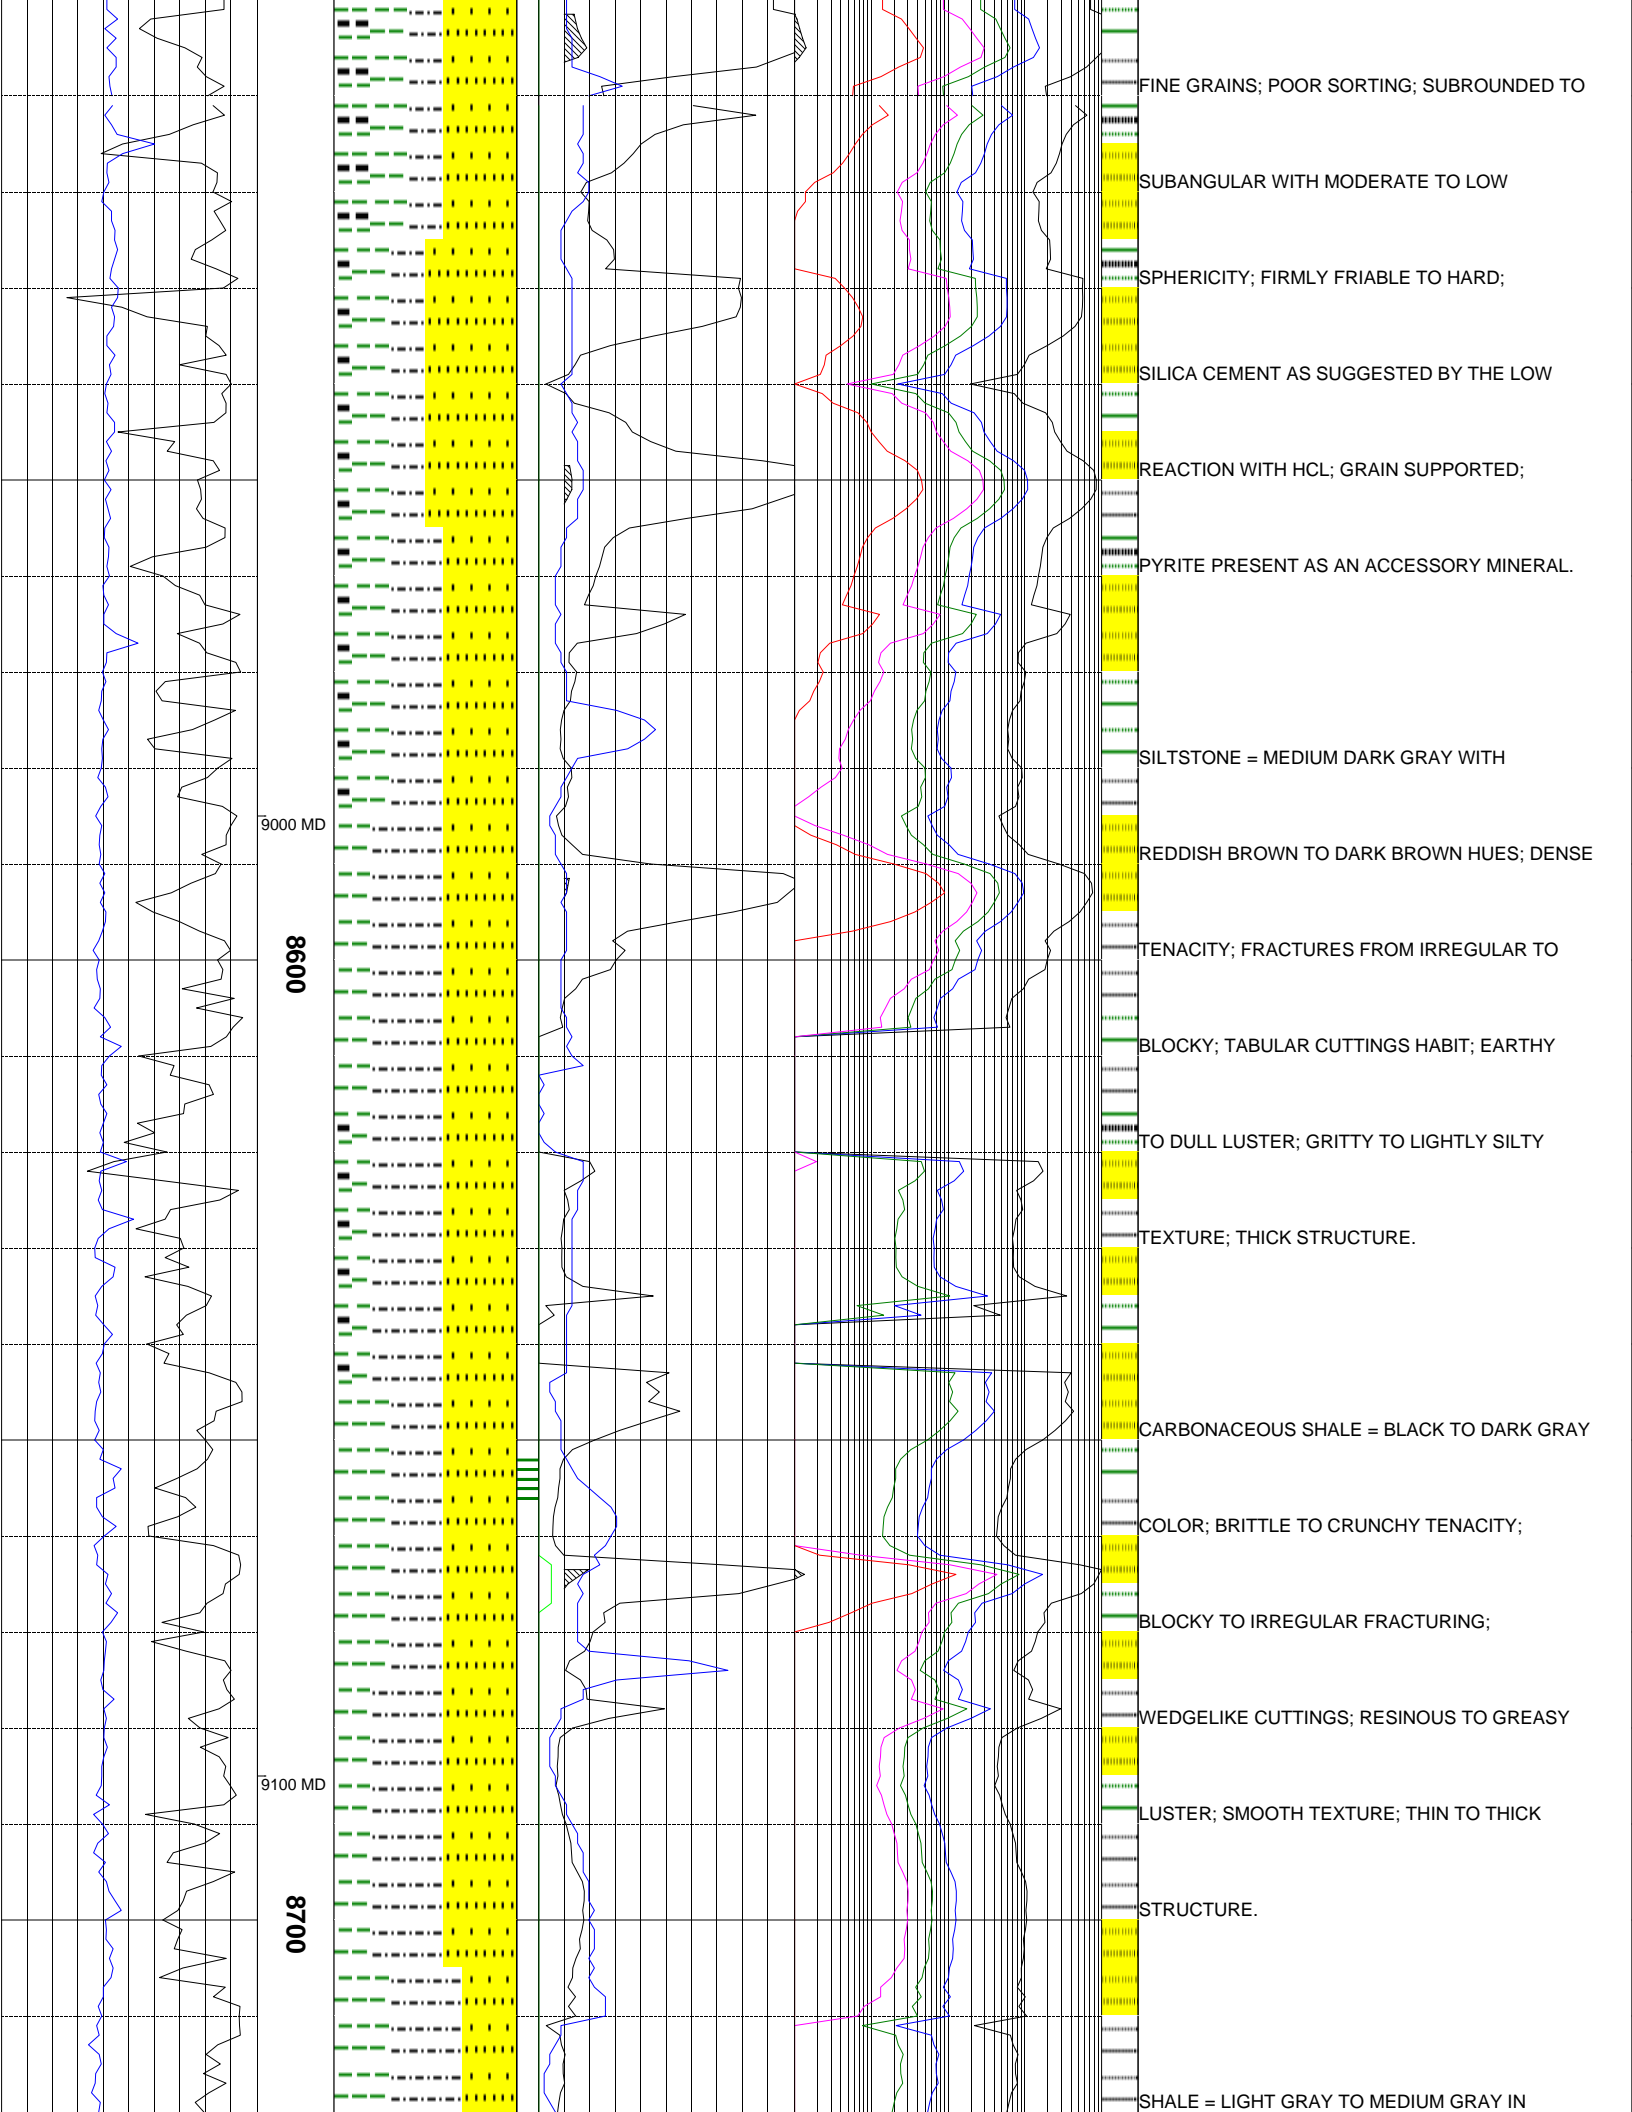 FINE GRAINS; POOR SORTING; SUBROUNDED TO
SUBANGULAR WITH MODERATE TO LOW
SPHERICITY; FIRMLY FRIABLE TO HARD;
SILICA CEMENT AS SUGGESTED BY THE LOW
REACTION WITH HCL; GRAIN SUPPORTED;
PYRITE PRESENT AS AN ACCESSORY MINERAL.
SILTSTONE = MEDIUM DARK GRAY WITH
9000 MD
REDDISH BROWN TO DARK BROWN HUES; DENSE
8600
TENACITY; FRACTURES FROM IRREGULAR TO
BLOCKY; TABULAR CUTTINGS HABIT; EARTHY
TO DULL LUSTER; GRITTY TO LIGHTLY SILTY
TEXTURE; THICK STRUCTURE.
CARBONACEOUS SHALE = BLACK TO DARK GRAY
COLOR; BRITTLE TO CRUNCHY TENACITY;
BLOCKY TO IRREGULAR FRACTURING;
WEDGELIKE CUTTINGS; RESINOUS TO GREASY
9100 MD
LUSTER; SMOOTH TEXTURE; THIN TO THICK
8700
STRUCTURE.
SHALE = LIGHT GRAY TO MEDIUM GRAY IN